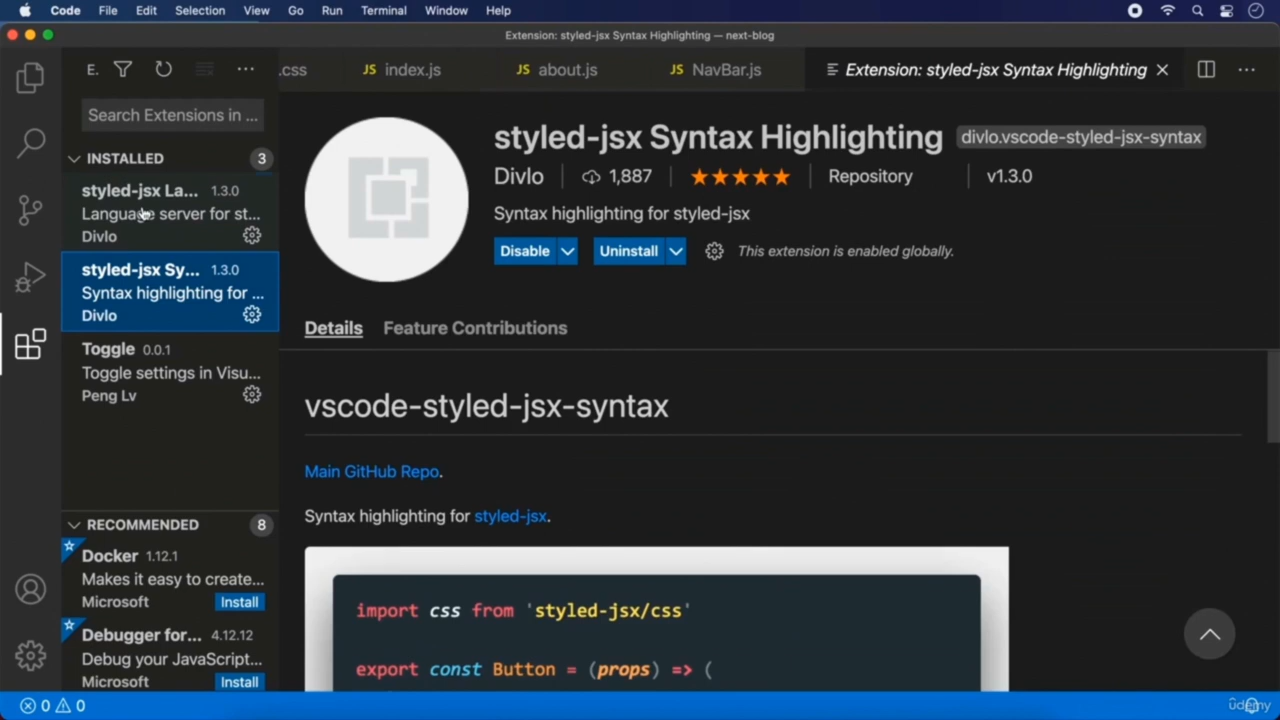 Code File Edit Selection View Go Run Terminal Window Help
Extension: styled-jsx Syntax Highlighting — next-blog
E. ...
.css JS index.js JS about.js JS NavBar.js Extension: styled-jsx Syntax Highlighting
Search Extensions in ...
INSTALLED 3
styled-jsx La... 1.3.0
Language server for st...
Divlo
styled-jsx Sy... 1.3.0
Syntax highlighting for ...
Divlo
Toggle 0.0.1
Toggle settings in Visu...
Peng Lv
RECOMMENDED 8
Docker 1.12.1
Makes it easy to create...
Microsoft Install
Debugger for... 4.12.12
Debug your JavaScript...
Microsoft Install
styled-jsx Syntax Highlighting divlo.vscode-styled-jsx-syntax
Divlo 1,887 ★★★★★ Repository v1.3.0
Syntax highlighting for styled-jsx
Disable Uninstall This extension is enabled globally.
Details Feature Contributions
vscode-styled-jsx-syntax
Main GitHub Repo.
Syntax highlighting for styled-jsx.
import css from 'styled-jsx/css'
export const Button = (props) => (
0 0
udemy